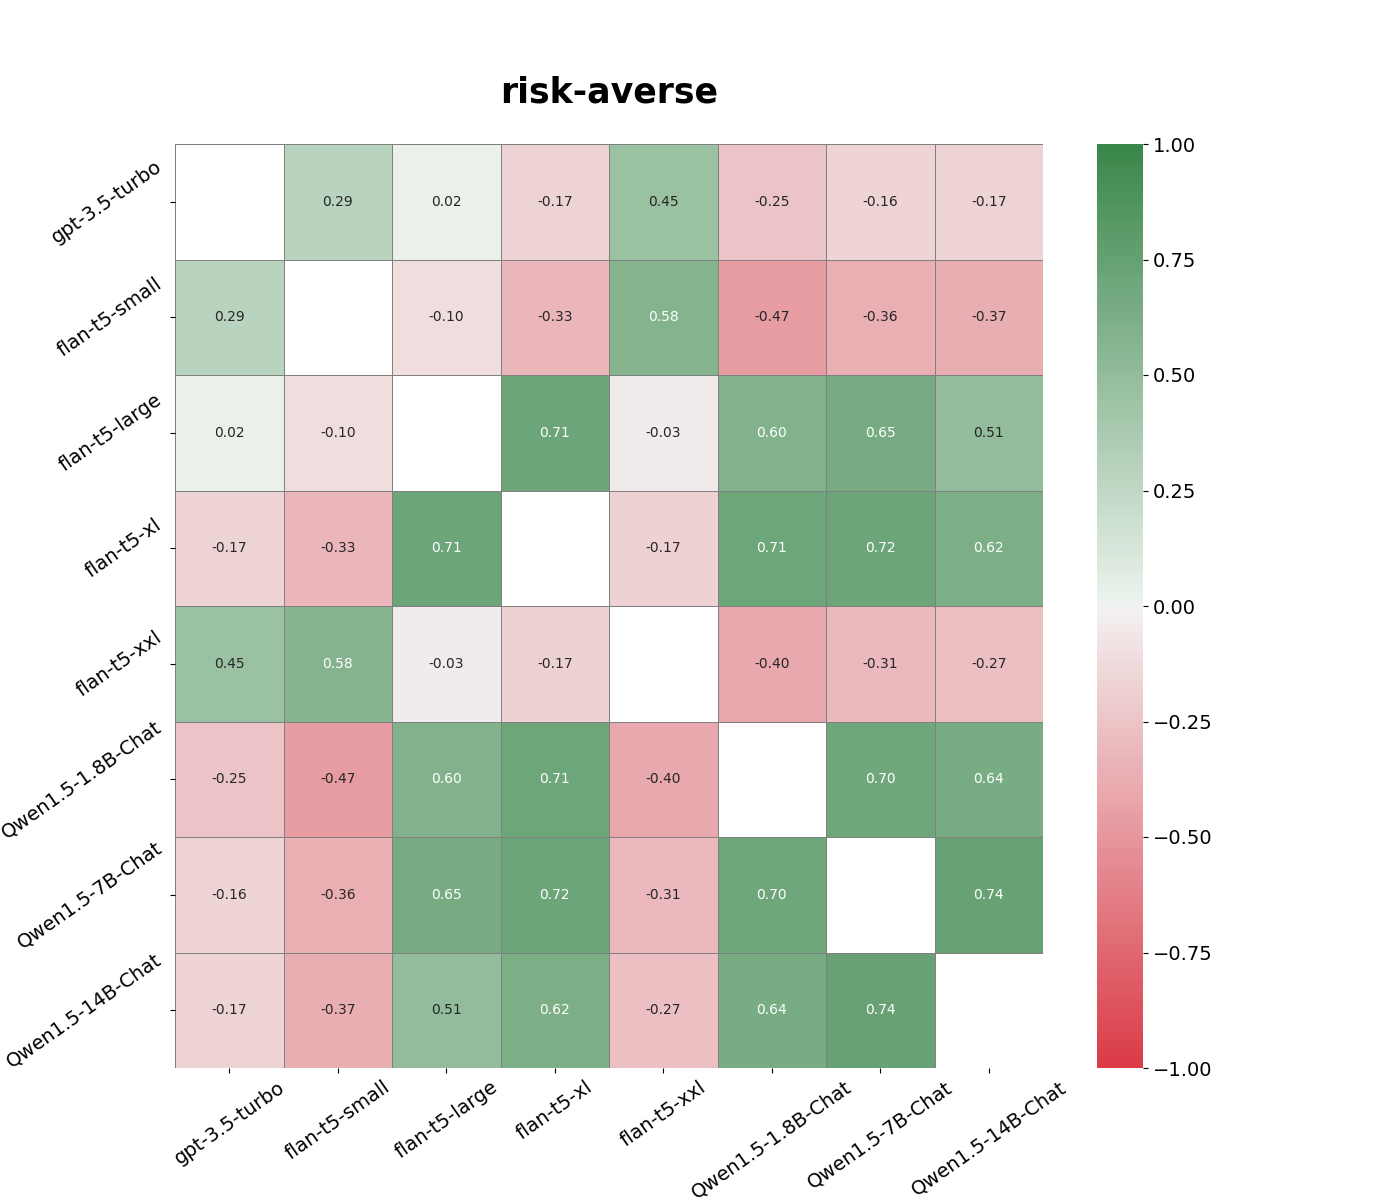 risk-averse
gpt-3.5-turbo 0.29 0.02 -0.17 0.45 -0.25 -0.16 -0.17
flan-t5-small 0.29 -0.10 -0.33 0.58 -0.47 -0.36 -0.37
flan-t5-large 0.02 -0.10 0.71 -0.03 0.60 0.65 0.51
flan-t5-xl -0.17 -0.33 0.71 -0.17 0.71 0.72 0.62
flan-t5-xxl 0.45 0.58 -0.03 -0.17 -0.40 -0.31 -0.27
Qwen1.5-1.8B-Chat -0.25 -0.47 0.60 0.71 -0.40 0.70 0.64
Qwen1.5-7B-Chat -0.16 -0.36 0.65 0.72 -0.31 0.70 0.74
Qwen1.5-14B-Chat -0.17 -0.37 0.51 0.62 -0.27 0.64 0.74
gpt-3.5-turbo flan-t5-small flan-t5-large flan-t5-xl flan-t5-xxl Qwen1.5-1.8B-Chat Qwen1.5-7B-Chat Qwen1.5-14B-Chat
1.00
0.75
0.50
0.25
0.00
−0.25
−0.50
−0.75
−1.00